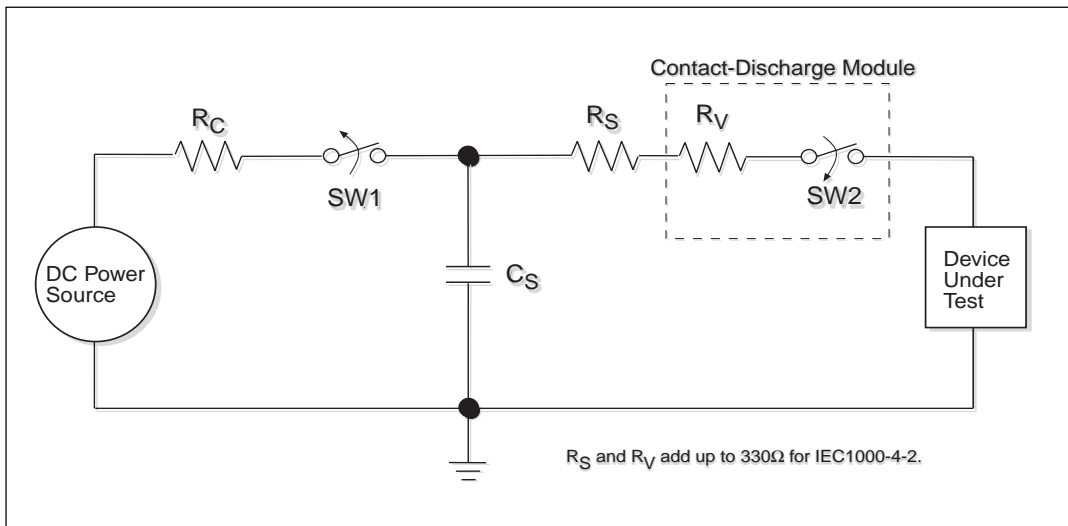 Contact-Discharge Module
RC
RS
RV
SW1
SW2
DC Power
Source
CS
Device
Under
Test
RS and RV add up to 330Ω for IEC1000-4-2.